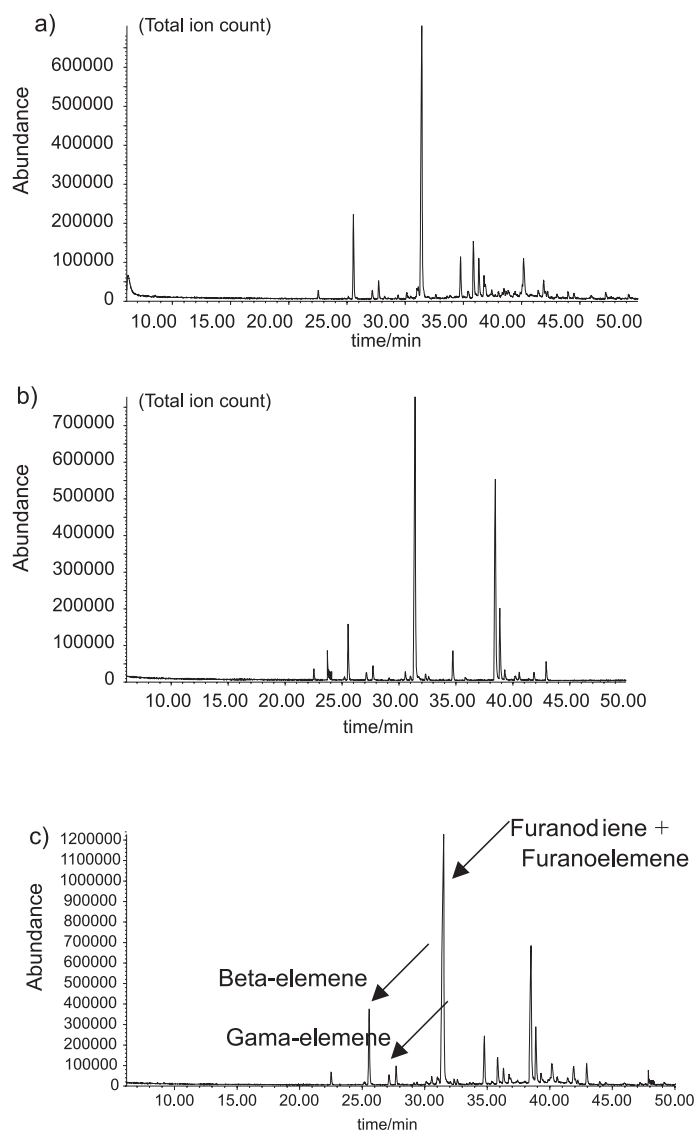 a)
(Total ion count)
Abundance
600000
500000
400000
300000
200000
100000
0
10.00 15.00 20.00 25.00 30.00 35.00 40.00 45.00 50.00
time/min
b)
(Total ion count)
Abundance
700000
600000
500000
400000
300000
200000
100000
0
10.00 15.00 20.00 25.00 30.00 35.00 40.00 45.00 50.00
time/min
c)
Abundance
1200000
1100000
1000000
900000
800000
700000
600000
500000
400000
300000
200000
100000
0
Furanodiene +
Furanoelemene
Beta-elemene
Gama-elemene
10.00 15.00 20.00 25.00 30.00 35.00 40.00 45.00 50.00
time/min